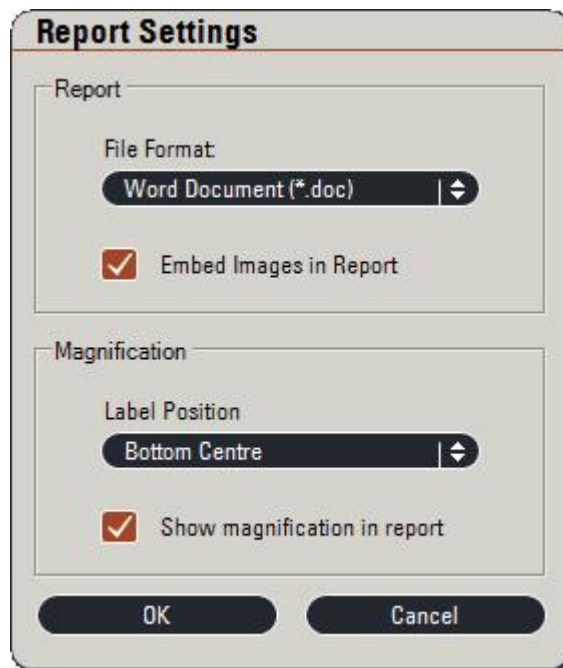 Report Settings
Report
File Format:
Word Document (*.doc)
Embed Images in Report
Magnification
Label Position
Bottom Centre
Show magnification in report
OK
Cancel